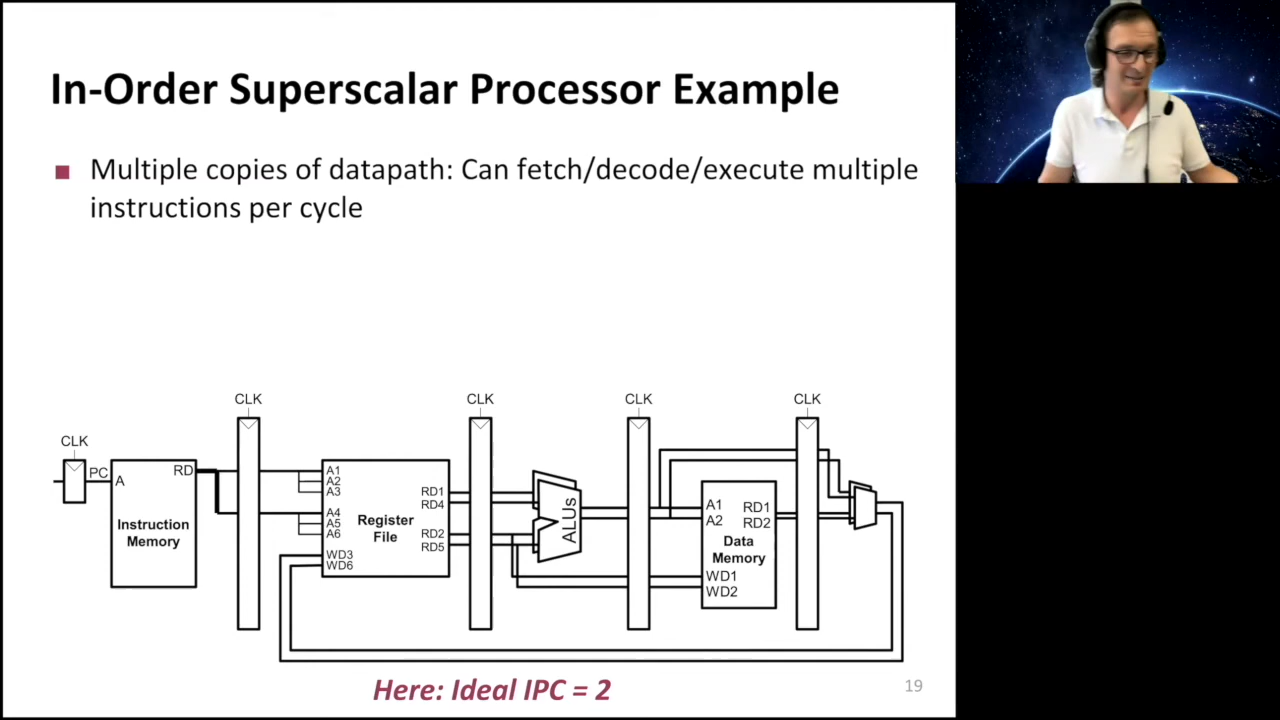 In-Order Superscalar Processor Example
Multiple copies of datapath: Can fetch/decode/execute multiple
instructions per cycle
CLK
CLK
CLK
CLK
CLK
PC
A
RD
Instruction
Memory
A1
A2
A3
A4
A5
A6
WD3
WD6
Register
File
RD1
RD4
RD2
RD5
ALUs
A1
A2
RD1
RD2
Data
Memory
WD1
WD2
Here: Ideal IPC = 2
19